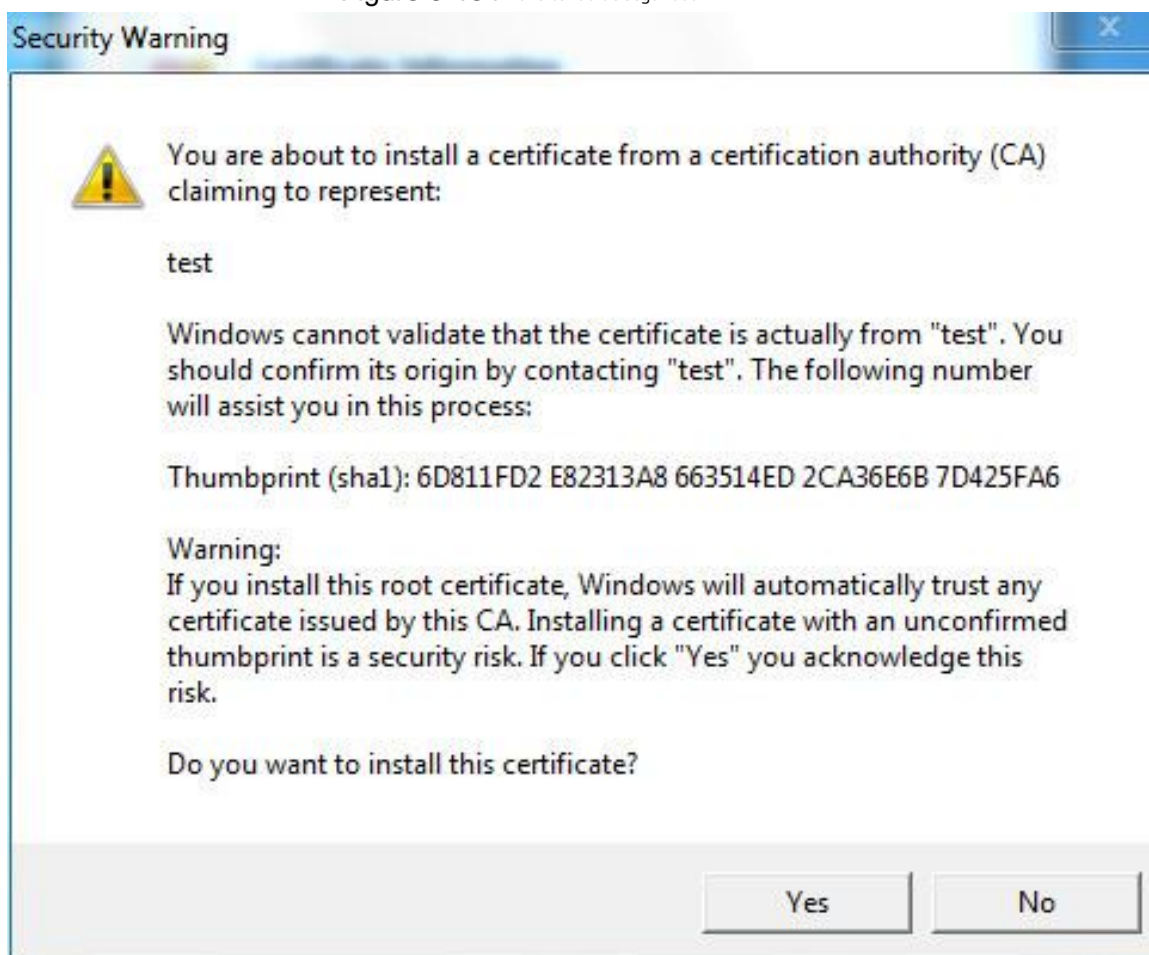 Security Warning
You are about to install a certificate from a certification authority (CA)
claiming to represent:
test
Windows cannot validate that the certificate is actually from "test". You
should confirm its origin by contacting "test". The following number
will assist you in this process:
Thumbprint (sha1): 6D811FD2 E82313A8 663514ED 2CA36E6B 7D425FA6
Warning:
If you install this root certificate, Windows will automatically trust any
certificate issued by this CA. Installing a certificate with an unconfirmed
thumbprint is a security risk. If you click "Yes" you acknowledge this
risk.
Do you want to install this certificate?
Yes
No